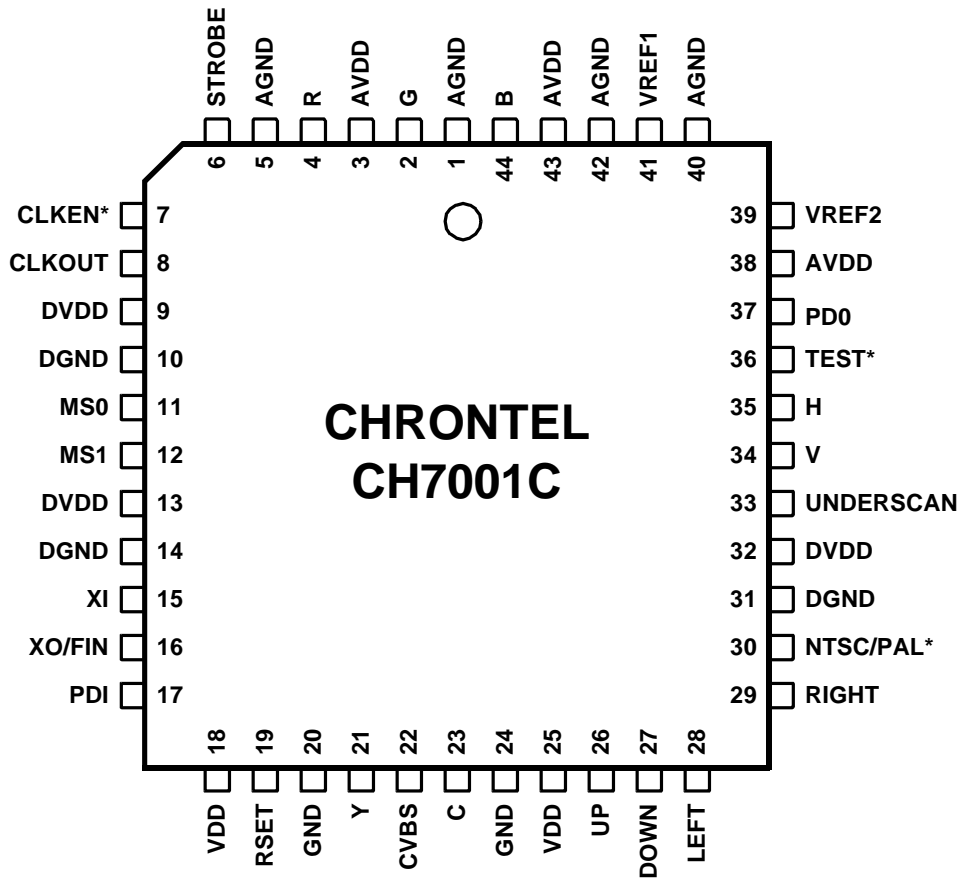 STROBE
AGND
R
AVDD
G
AGND
B
AVDD
AGND
VREF1
AGND
6
5
4
3
2
1
44
43
42
41
40
CLKEN* 7
CLKOUT 8
DVDD 9
DGND 10
MS0 11
MS1 12
DVDD 13
DGND 14
XI 15
XO/FIN 16
PDI 17
CHRONTEL
CH7001C
39 VREF2
38 AVDD
37 PD0
36 TEST*
35 H
34 V
33 UNDERSCAN
32 DVDD
31 DGND
30 NTSC/PAL*
29 RIGHT
18
19
20
21
22
23
24
25
26
27
28
VDD
RSET
GND
Y
CVBS
C
GND
VDD
UP
DOWN
LEFT